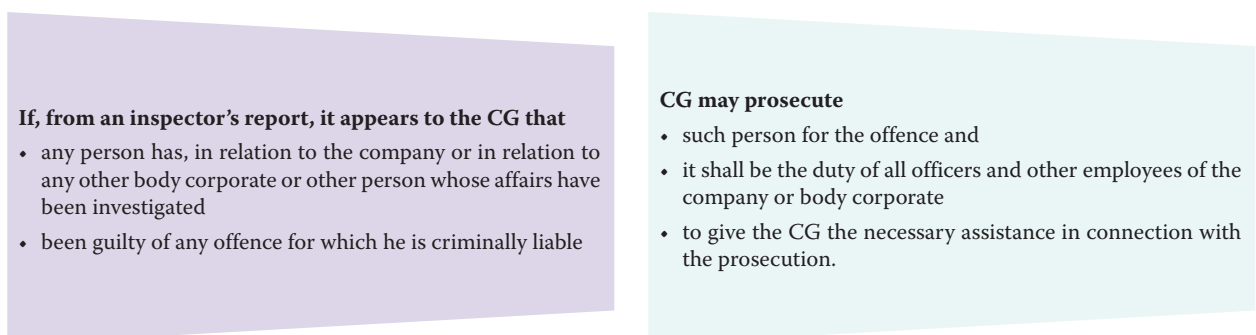 If, from an inspector's report, it appears to the CG that
• any person has, in relation to the company or in relation to
any other body corporate or other person whose affairs have
been investigated
• been guilty of any offence for which he is criminally liable
CG may prosecute
• such person for the offence and
• it shall be the duty of all officers and other employees of the
company or body corporate
• to give the CG the necessary assistance in connection with
the prosecution.